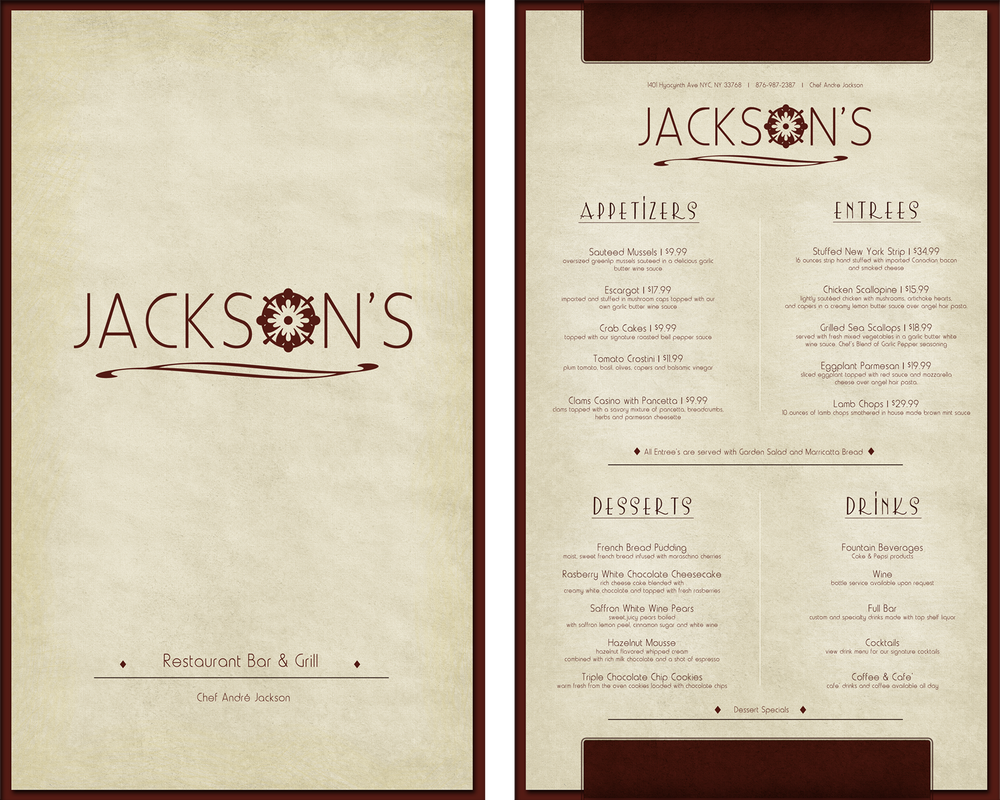 JACKSON'S
Restaurant Bar & Grill
Chef André Jackson
1401 Hyacynth Ave NYC, NY 33768 | 876-987-2387 | Chef Andre Jackson
JACKSON'S
APPETIZERS
Sauteed Mussels | $9.99
oversized greenlip mussels sauteed in a delicious garlic
butter wine sauce
Escargot | $17.99
imported and stuffed in mushroom caps topped with our
own garlic butter wine sauce
Crab Cakes | $9.99
topped with our signature roasted bell pepper sauce
Tomato Crostini | $11.99
plum tomato, basil, olives, capers and balsamic vinegar
Clams Casino with Pancetta | $9.99
clams topped with a savory mixture of pancetta, breadcrumbs,
herbs and parmesan cheesette
ENTREES
Stuffed New York Strip | $34.99
16 ounces strip hand stuffed with imported Canadian bacon
and smoked cheese
Chicken Scallopine | $15.99
lightly sautéed chicken with mushrooms, artichoke hearts,
and capers in a creamy lemon butter sauce over angel hair pasta.
Grilled Sea Scallops | $18.99
served with fresh mixed vegetables in a garlic butter white
wine sauce. Chef's Blend of Garlic Pepper seasoning
Eggplant Parmesan | $19.99
sliced eggplant topped with red sauce and mozzarella
cheese over angel hair pasta.
Lamb Chops | $29.99
10 ounces of lamb chops smothered in house made brown mint sauce
All Entree's are served with Garden Salad and Marricotta Bread
DESSERTS
French Bread Pudding
moist, sweet french bread infused with maraschino cherries
Rasberry White Chocolate Cheesecake
rich cheese cake blended with
creamy white chocolate and topped with fresh rasberries
Saffran White Wine Pears
sweet juicy pears boiled
with saffran lemon peel, cinnamon sugar and white wine
Hazelnut Mousse
hazelnut flavored whipped cream
combined with rich milk chocolate and a shot of espresso
Triple Chocolate Chip Cookies
warm fresh from the oven cookies loaded with chocolate chips
DRINKS
Fountain Beverages
Coke & Pepsi products
Wine
bottle service available upon request
Full Bar
custom and specialty drinks made with top shelf liquor
Cocktails
view drink menu for our signature cocktails
Coffee & Cafe`
cafe` drinks and coffee available all day
Dessert Specials